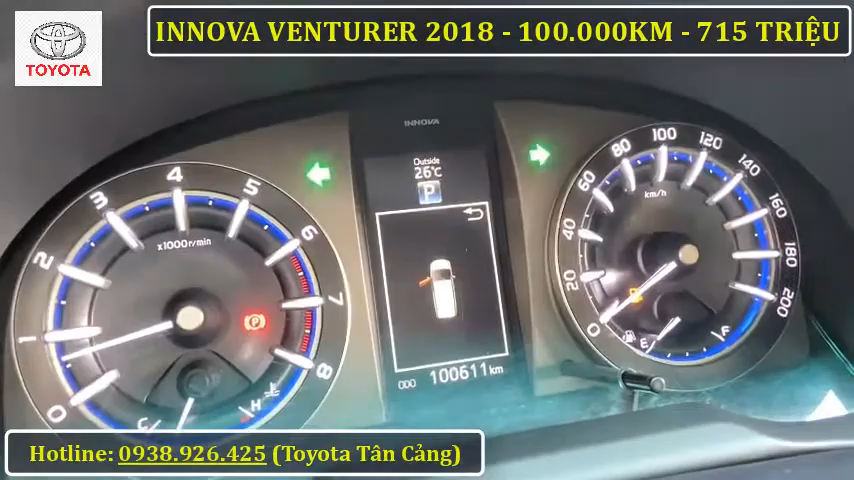 INNOVA VENTURER 2018 - 100.000KM - 715 TRIỆU
TOYOTA
INNOVA
Outside
26°C
P
0 1 2 3 4 5 6 7 8
x1000r/min
P
C H
ODO 100611 km
0 20 40 60 80 100 120 140 160 180 200
km/h
E F
Hotline: 0938.926.425 (Toyota Tân Cảng)